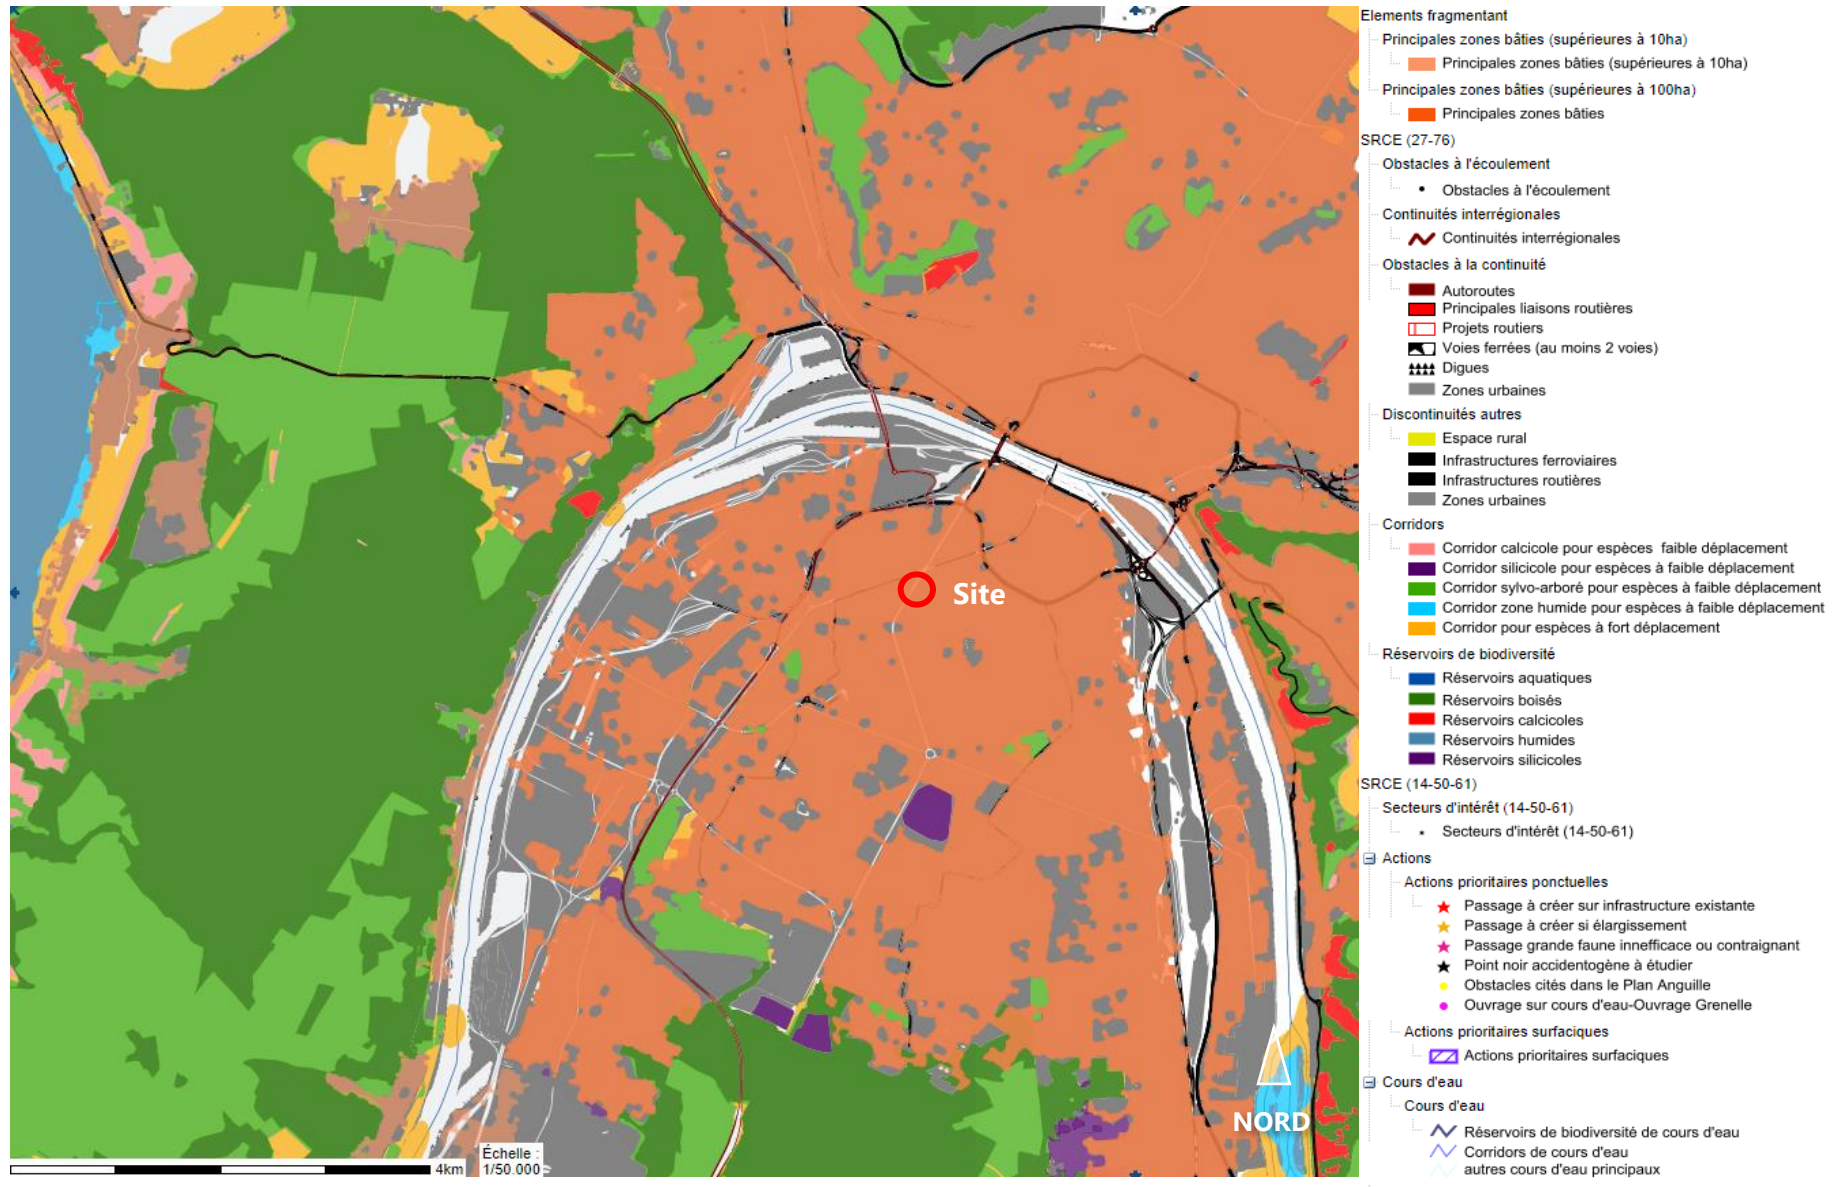 Site
NORD
4km
Échelle :
1/50 000
Elements fragmentant
Principales zones bâties (supérieures à 10ha)
Principales zones bâties (supérieures à 10ha)
Principales zones bâties (supérieures à 100ha)
Principales zones bâties
SRCE (27-76)
Obstacles à l'écoulement
Obstacles à l'écoulement
Continuités interrégionales
Continuités interrégionales
Obstacles à la continuité
Autoroutes
Principales liaisons routières
Projets routiers
Voies ferrées (au moins 2 voies)
Digues
Zones urbaines
Discontinuités autres
Espace rural
Infrastructures ferroviaires
Infrastructures routières
Zones urbaines
Corridors
Corridor calcicole pour espèces faible déplacement
Corridor silicicole pour espèces à faible déplacement
Corridor sylvo-arboré pour espèces à faible déplacement
Corridor zone humide pour espèces à faible déplacement
Corridor pour espèces à fort déplacement
Réservoirs de biodiversité
Réservoirs aquatiques
Réservoirs boisés
Réservoirs calcicoles
Réservoirs humides
Réservoirs silicicoles
SRCE (14-50-61)
Secteurs d'intérêt (14-50-61)
Secteurs d'intérêt (14-50-61)
Actions
Actions prioritaires ponctuelles
Passage à créer sur infrastructure existante
Passage à créer si élargissement
Passage grande faune innefficace ou contraignant
Point noir accidentogène à étudier
Obstacles cités dans le Plan Anguille
Ouvrage sur cours d'eau-Ouvrage Grenelle
Actions prioritaires surfaciques
Actions prioritaires surfaciques
Cours d'eau
Cours d'eau
Réservoirs de biodiversité de cours d'eau
Corridors de cours d'eau
autres cours d'eau principaux